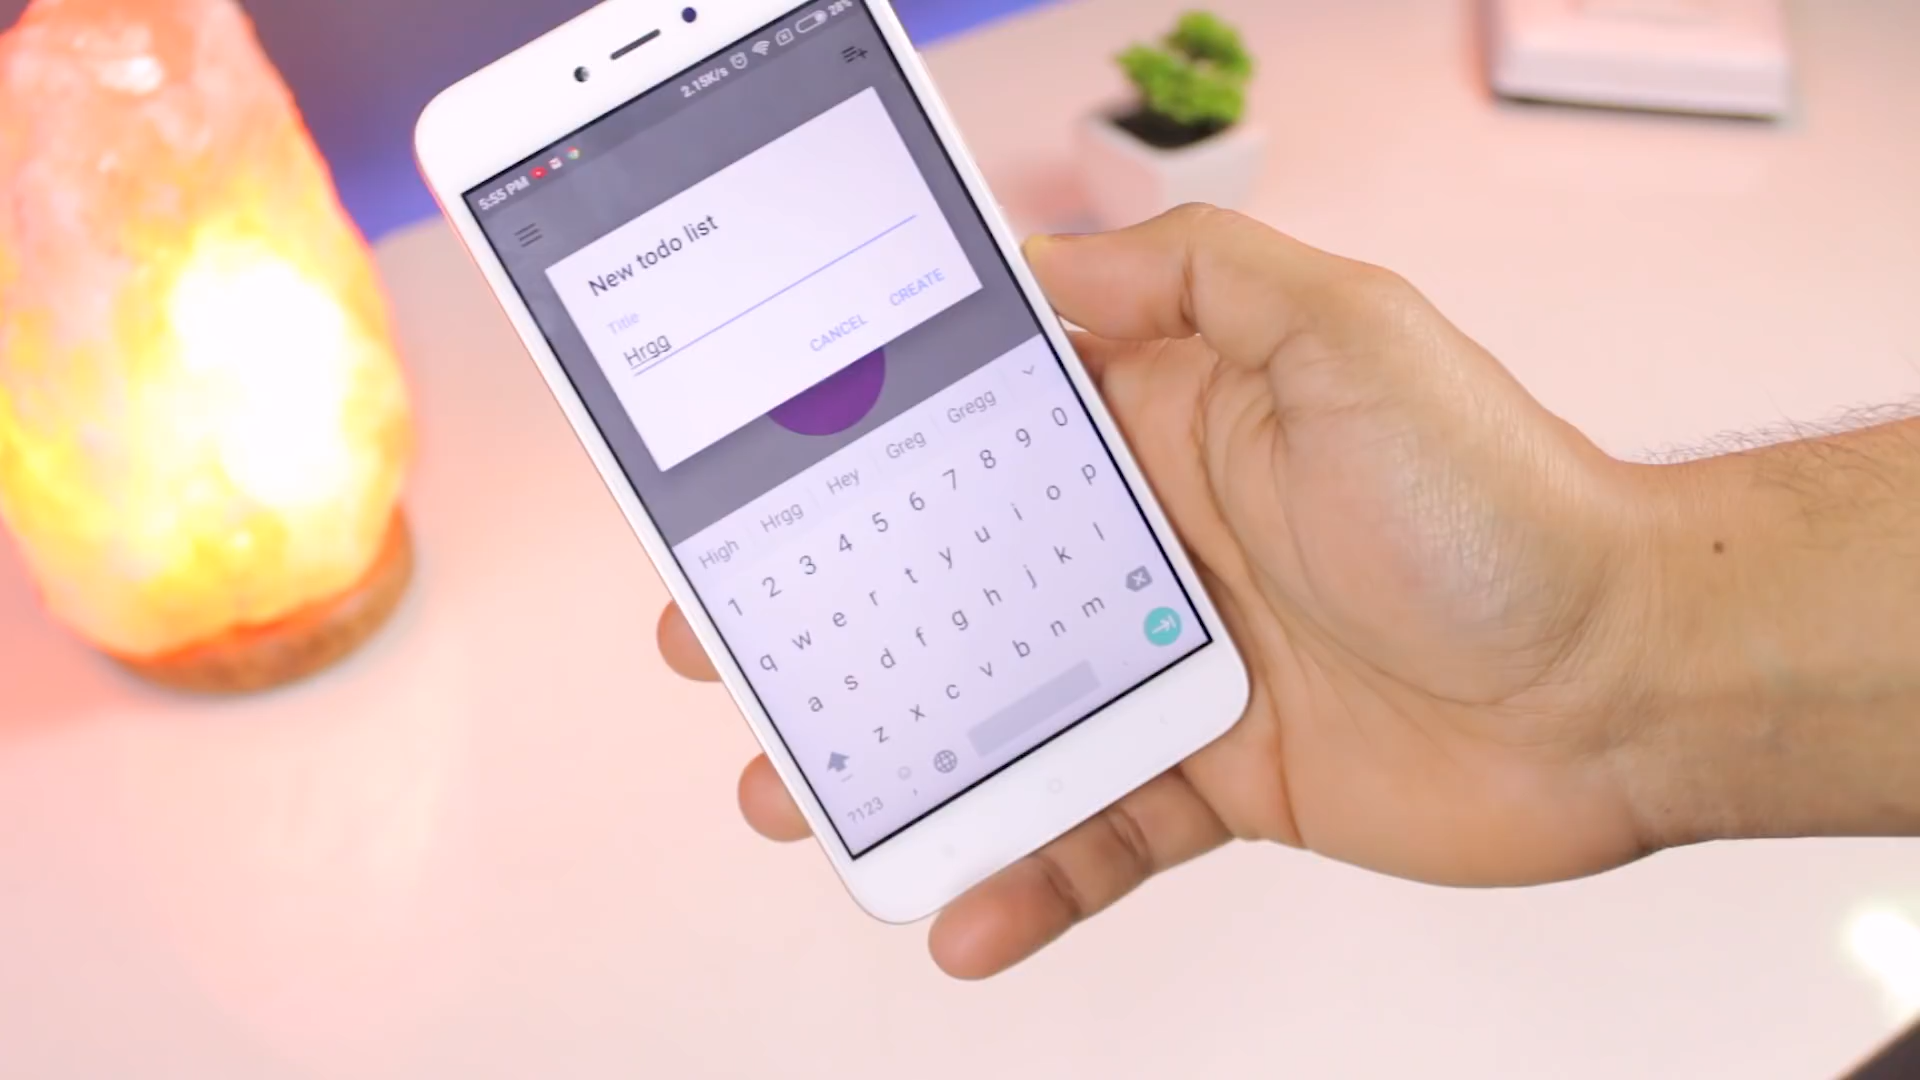 5:55 PM
2.15K/s
28%
New todo list
Title
Hrgg
CANCEL CREATE
High Hrgg Hey Greg Gregg
1 2 3 4 5 6 7 8 9 0
q w e r t y u i o p
a s d f g h j k l
z x c v b n m
?123 , .